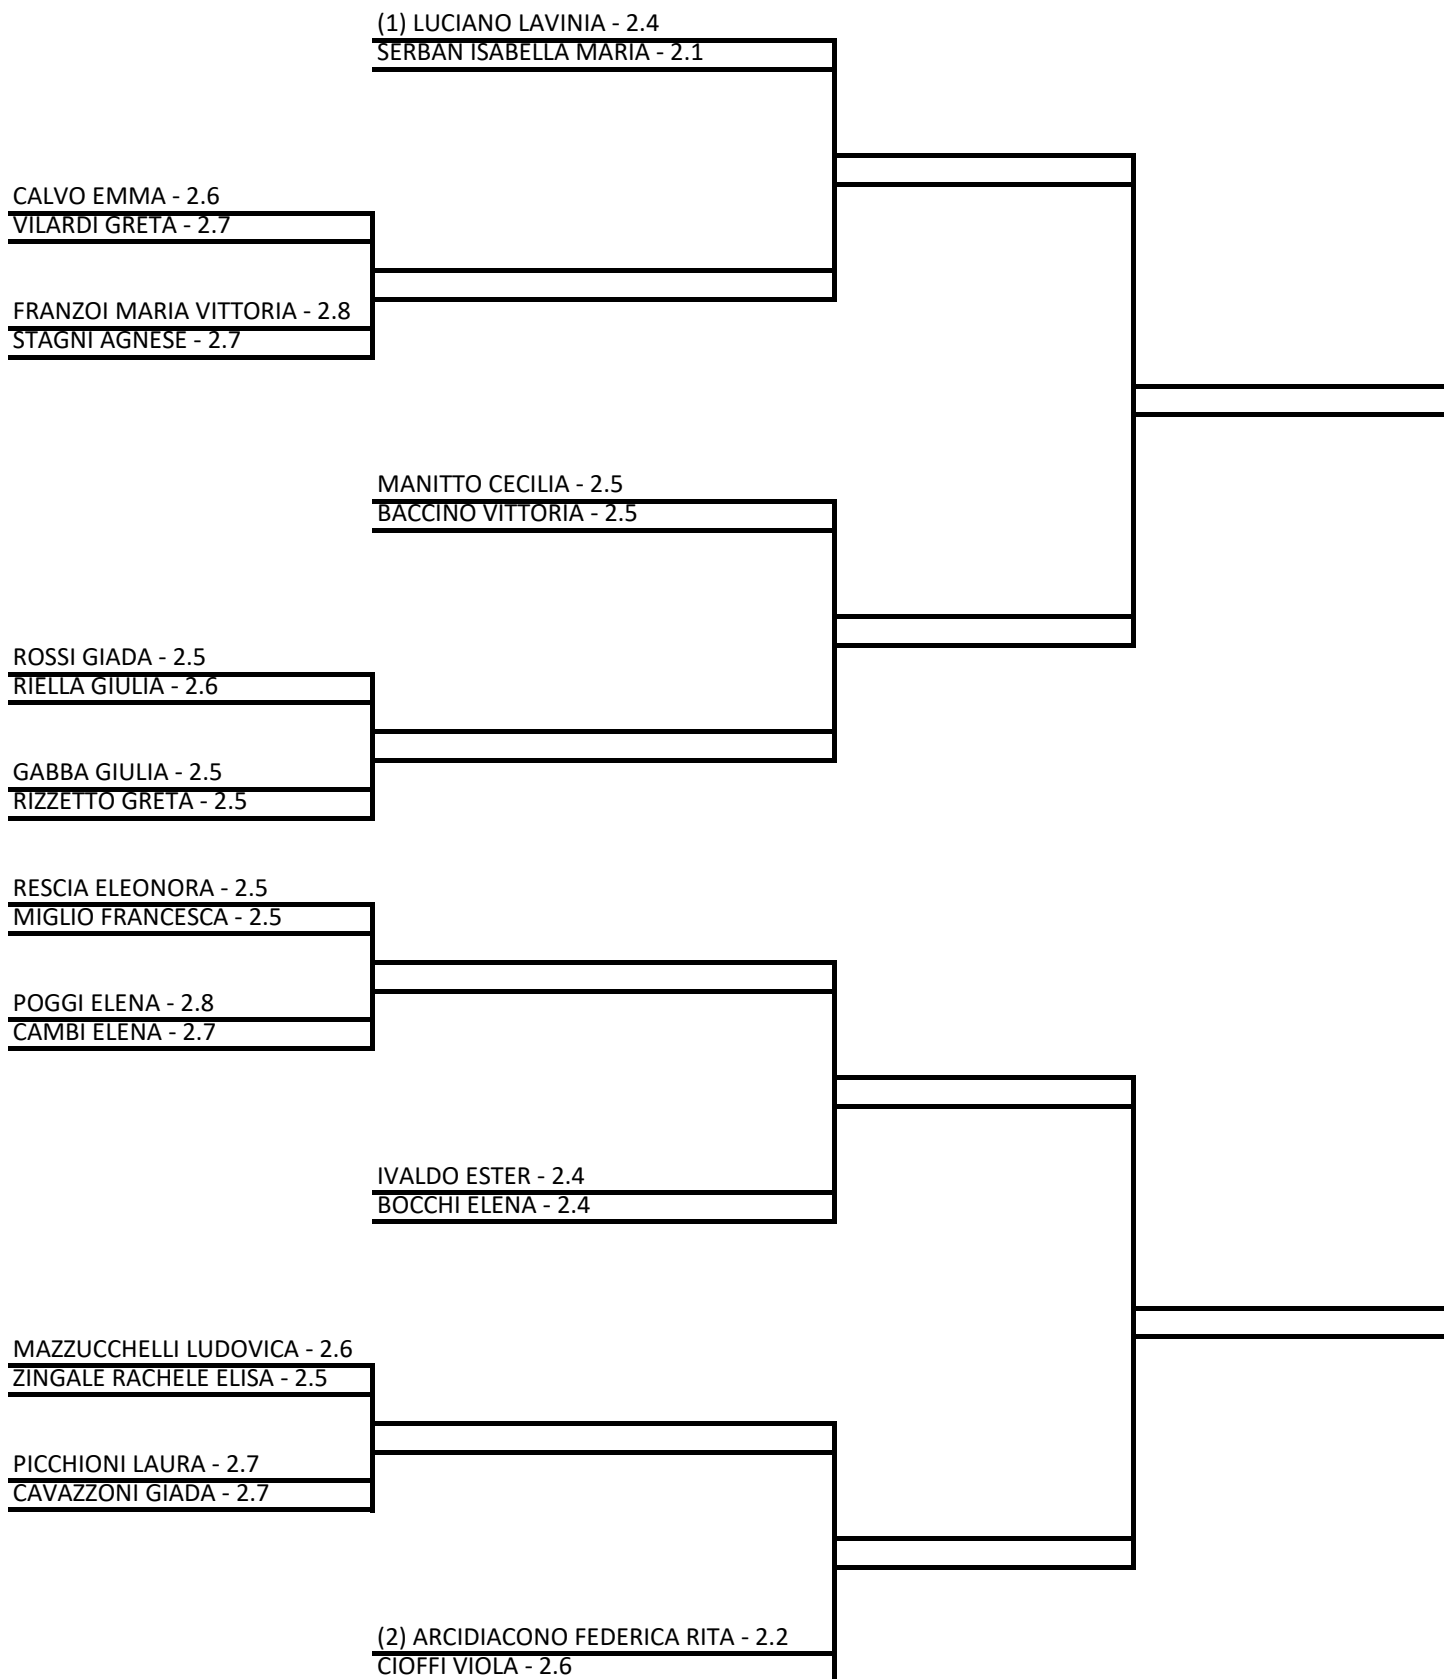 (1) LUCIANO LAVINIA - 2.4
SERBAN ISABELLA MARIA - 2.1
CALVO EMMA - 2.6
VILARDI GRETA - 2.7
FRANZOI MARIA VITTORIA - 2.8
STAGNI AGNESE - 2.7
MANITTO CECILIA - 2.5
BACCINO VITTORIA - 2.5
ROSSI GIADA - 2.5
RIELLA GIULIA - 2.6
GABBA GIULIA - 2.5
RIZZETTO GRETA - 2.5
RESCIA ELEONORA - 2.5
MIGLIO FRANCESCA - 2.5
POGGI ELENA - 2.8
CAMBI ELENA - 2.7
IVALDO ESTER - 2.4
BOCCHI ELENA - 2.4
MAZZUCCHELLI LUDOVICA - 2.6
ZINGALE RACHELE ELISA - 2.5
PICCHIONI LAURA - 2.7
CAVAZZONI GIADA - 2.7
(2) ARCIDIACONO FEDERICA RITA - 2.2
CIOFFI VIOLA - 2.6